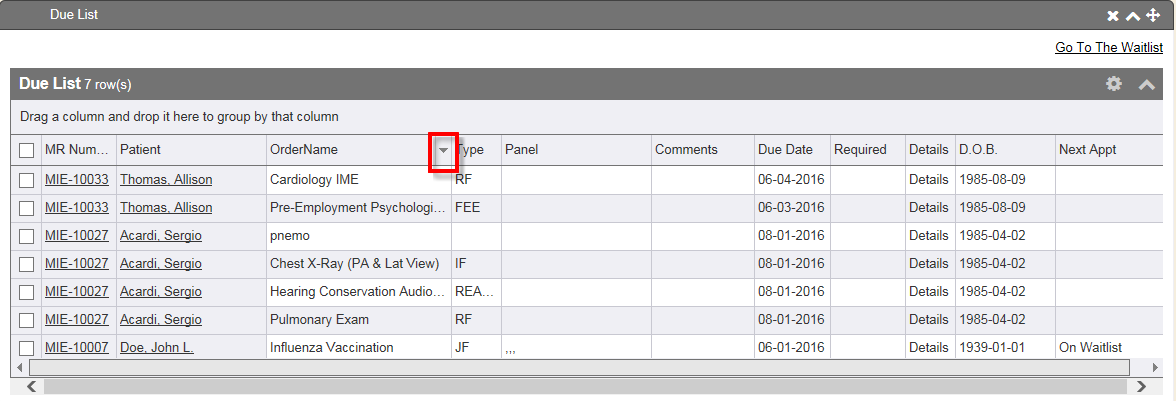 Due List
Go To The Waitlist
Due List 7 row(s)
Drag a column and drop it here to group by that column
MR Num... Patient OrderName Type Panel Comments Due Date Required Details D.O.B. Next Appt
MIE-10033 Thomas, Allison Cardiology IME RF 06-04-2016 Details 1985-08-09
MIE-10033 Thomas, Allison Pre-Employment Psychologi... FEE 06-03-2016 Details 1985-08-09
MIE-10027 Acardi, Sergio pnemo 08-01-2016 Details 1985-04-02
MIE-10027 Acardi, Sergio Chest X-Ray (PA & Lat View) IF 08-01-2016 Details 1985-04-02
MIE-10027 Acardi, Sergio Hearing Conservation Audio... REA... 08-01-2016 Details 1985-04-02
MIE-10027 Acardi, Sergio Pulmonary Exam RF 08-01-2016 Details 1985-04-02
MIE-10007 Doe, John L. Influenza Vaccination JF ,,, 06-01-2016 Details 1939-01-01 On Waitlist